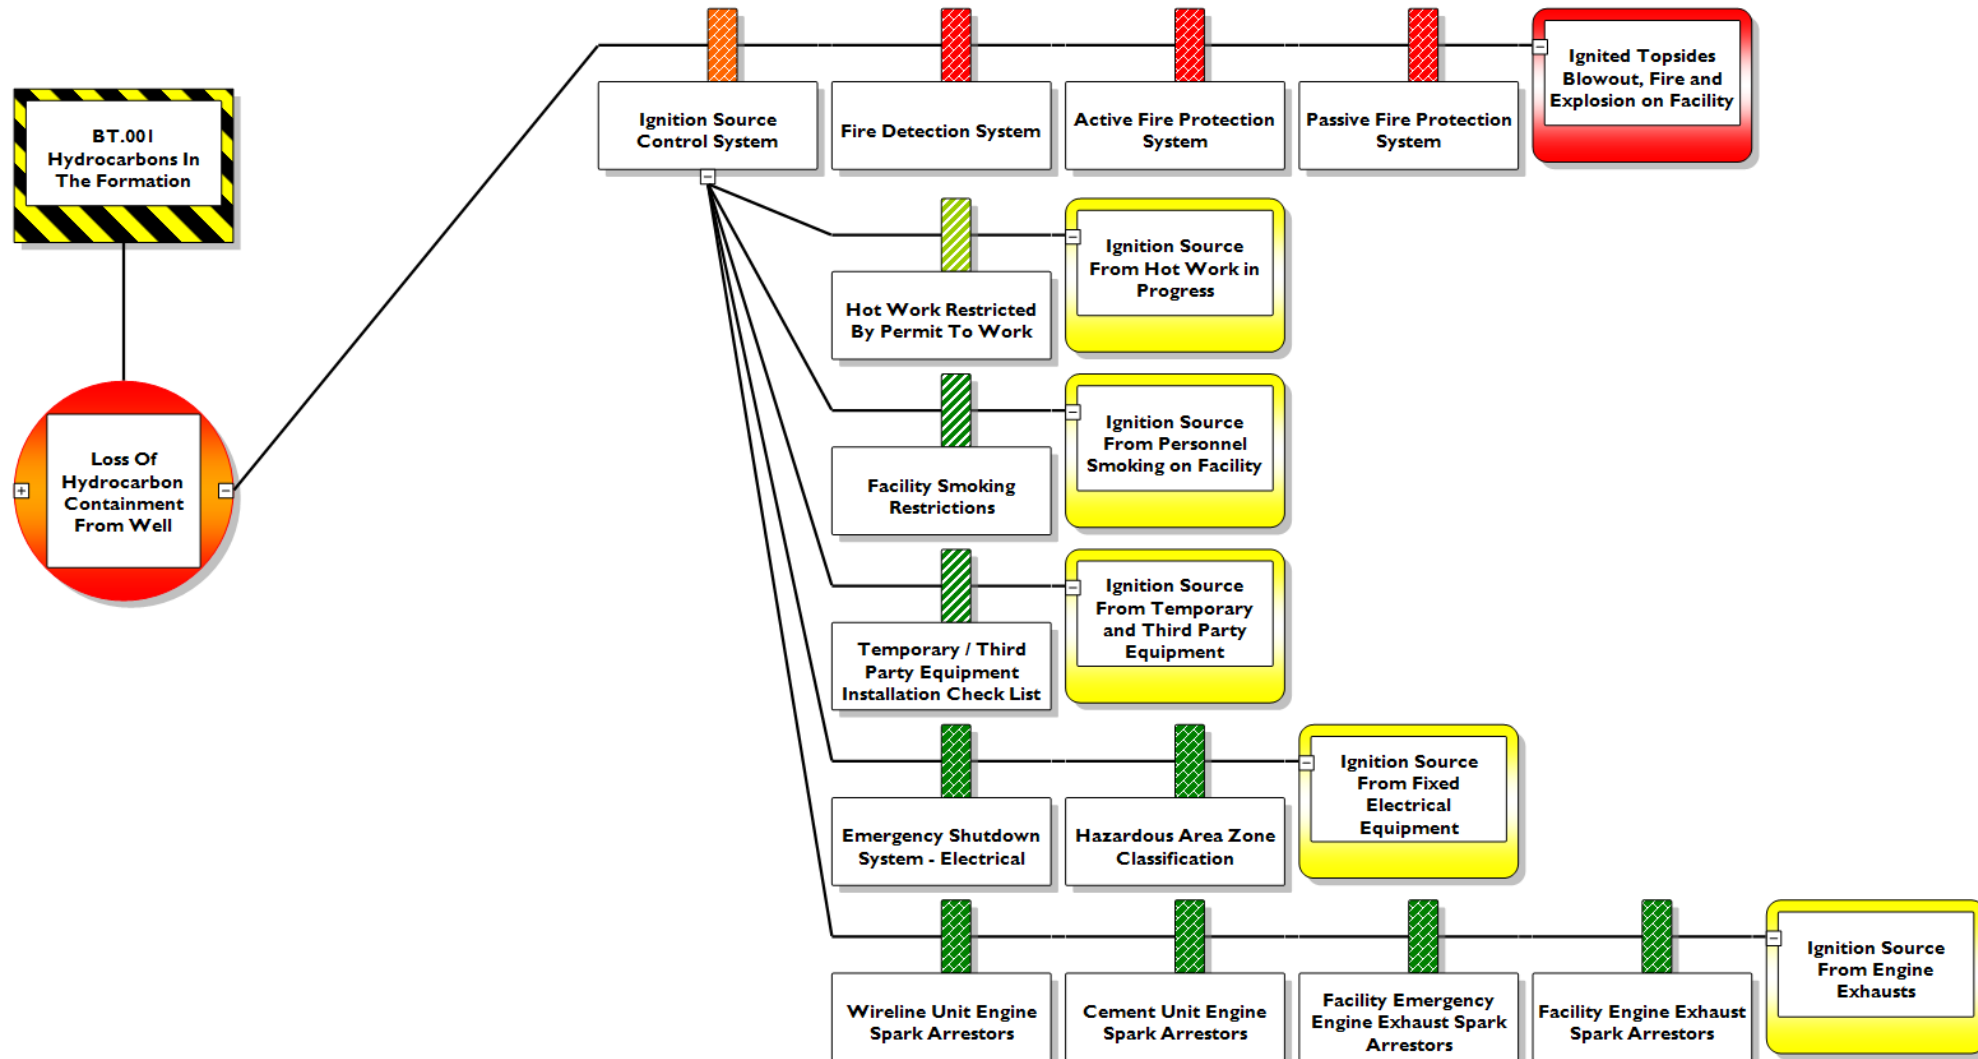 BT.001
Hydrocarbons In
The Formation
Loss Of
Hydrocarbon
Containment
From Well
Ignition Source
Control System
Fire Detection System
Active Fire Protection
System
Passive Fire Protection
System
Ignited Topsides
Blowout, Fire and
Explosion on Facility
Hot Work Restricted
By Permit To Work
Ignition Source
From Hot Work in
Progress
Facility Smoking
Restrictions
Ignition Source
From Personnel
Smoking on Facility
Temporary / Third
Party Equipment
Installation Check List
Ignition Source
From Temporary
and Third Party
Equipment
Emergency Shutdown
System - Electrical
Hazardous Area Zone
Classification
Ignition Source
From Fixed
Electrical
Equipment
Wireline Unit Engine
Spark Arrestors
Cement Unit Engine
Spark Arrestors
Facility Emergency
Engine Exhaust Spark
Arrestors
Facility Engine Exhaust
Spark Arrestors
Ignition Source
From Engine
Exhausts